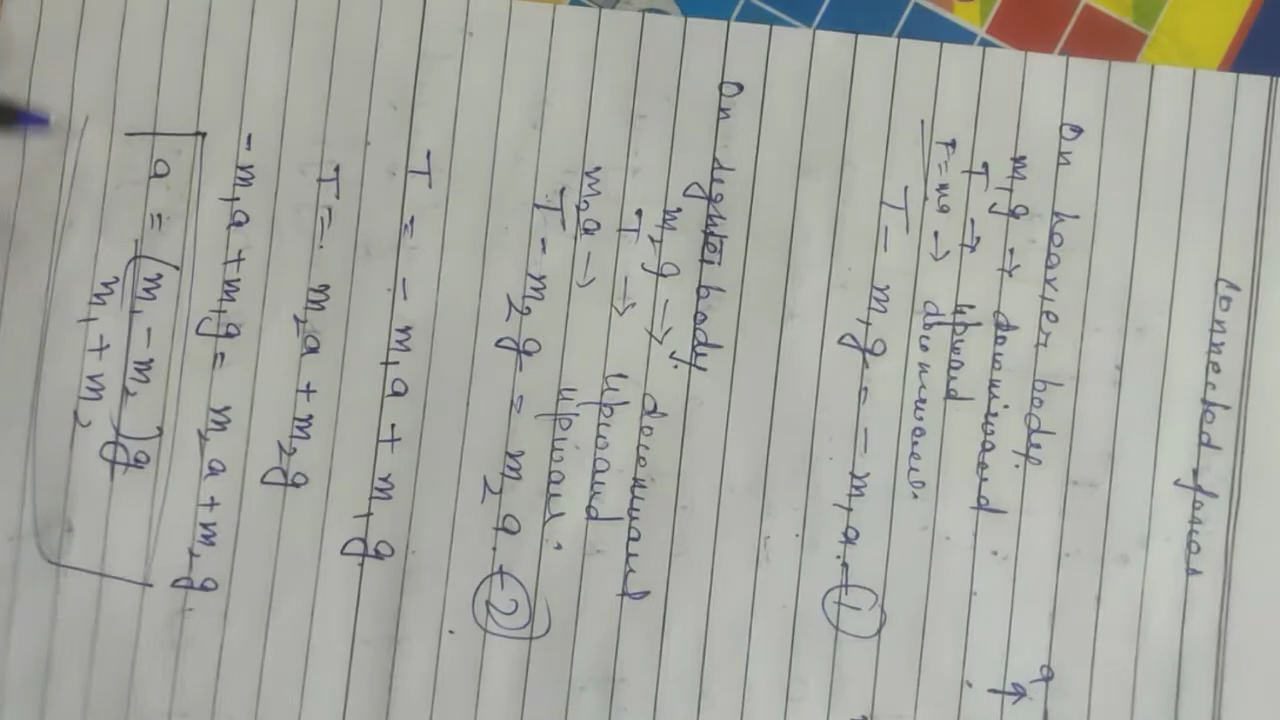 Connected forces
On heavier body
m₁g → downward
T → upward
F = ma → downward.
T - m₁g = - m₁a - ①
On lighter body.
m₂g → downward
T → upward
m₂a → upward
T - m₂g = m₂a - ②
T = - m₁a + m₁g
T = m₂a + m₂g
- m₁a + m₁g = m₂a + m₂g
a = (m₁ - m₂)g
m₁ + m₂